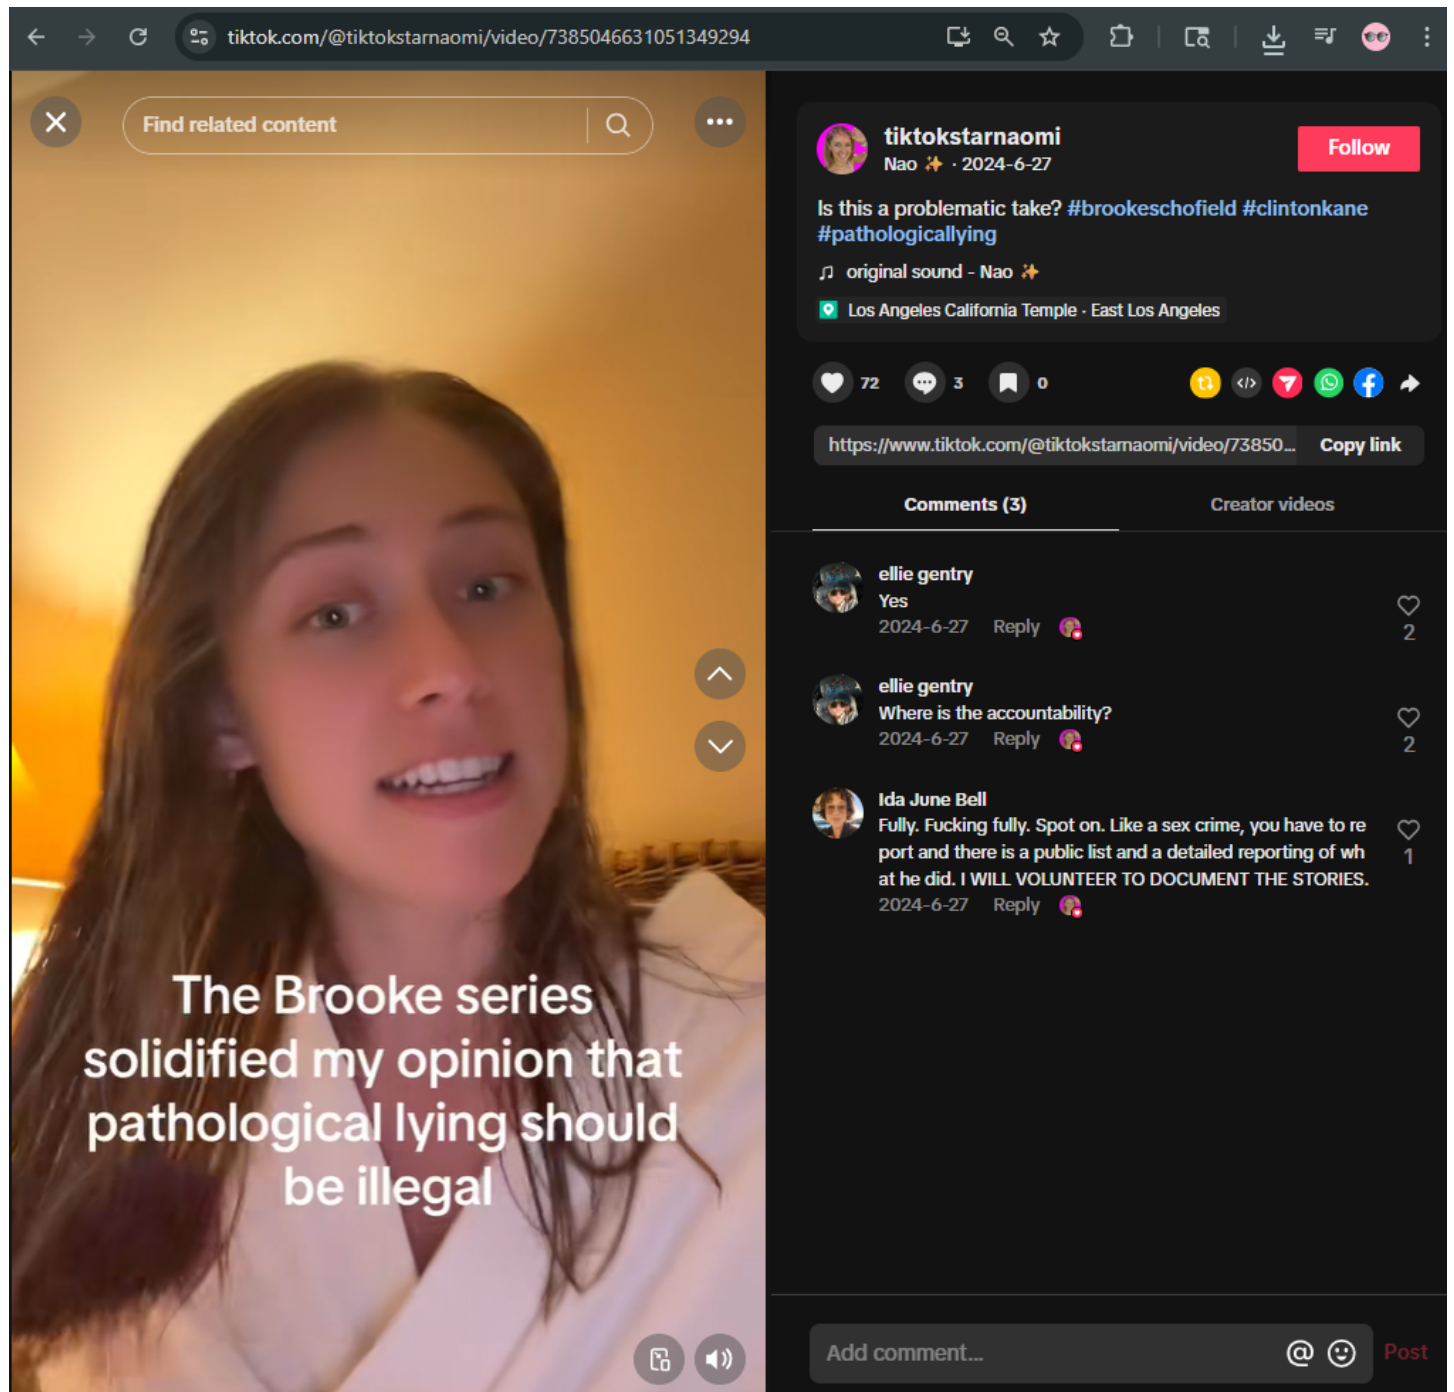 tiktok.com/@tiktokstarnaomi/video/7385046631051349294
Find related content
The Brooke series
solidified my opinion that
pathological lying should
be illegal
tiktokstarnaomi
Nao ✨ · 2024-6-27
Follow
Is this a problematic take? #brookeschofield #clintonkane
#pathologicallying
original sound - Nao ✨
Los Angeles California Temple · East Los Angeles
72
3
0
https://www.tiktok.com/@tiktokstarnaomi/video/73850...
Copy link
Comments (3)
Creator videos
ellie gentry
Yes
2024-6-27 Reply
2
ellie gentry
Where is the accountability?
2024-6-27 Reply
2
Ida June Bell
Fully. Fucking fully. Spot on. Like a sex crime, you have to re
port and there is a public list and a detailed reporting of wh
at he did. I WILL VOLUNTEER TO DOCUMENT THE STORIES.
2024-6-27 Reply
1
Add comment...
Post